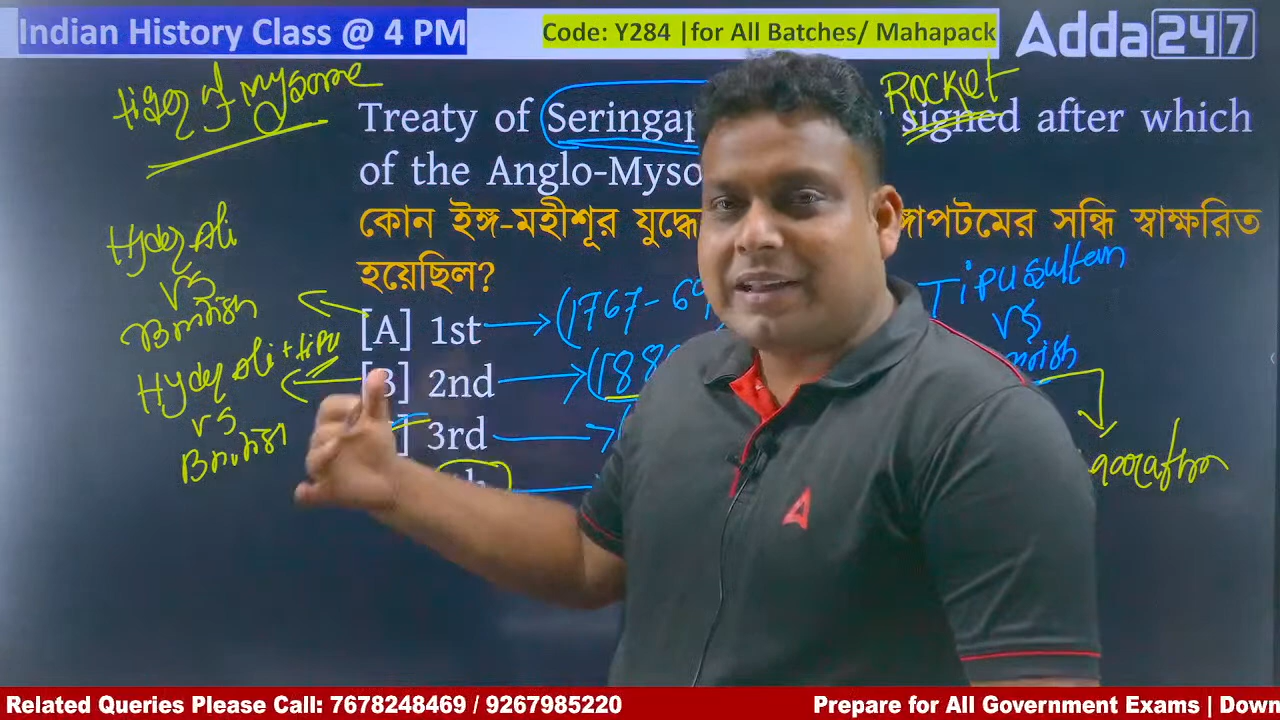 Indian History Class @ 4 PM
Code: Y284 |for All Batches/ Mahapack
Adda247
Tiger of Mysore
Rocket
Treaty of Seringap signed after which
of the Anglo-Myso
কোন ইঙ্গ-মহীশূর যুদ্ধে ঙ্গাপটমের সন্ধি স্বাক্ষরিত
হয়েছিল?
Hyder Ali
vs
British
[A] 1st (1767-69
Tipu Sultan
vs
Hyder Ali + Tipu
vs
British
[B] 2nd (188
3rd
Related Queries Please Call: 7678248469 / 9267985220
Prepare for All Government Exams | Down